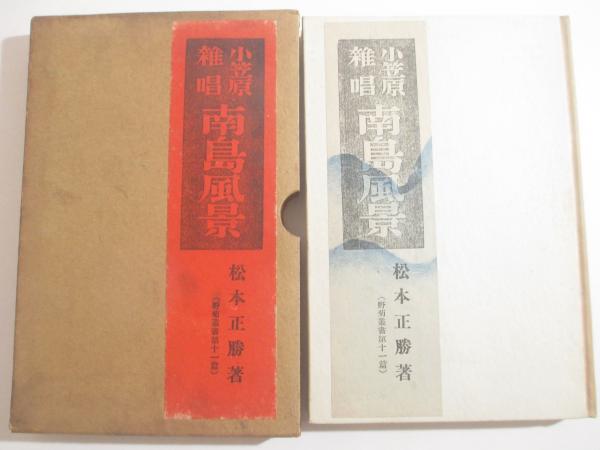 小笠原
雜唱
南島風景
松本正勝著
（野菊叢書第十一篇）
小笠原
雜唱
南島風景
松本正勝著
（野菊叢書第十一篇）